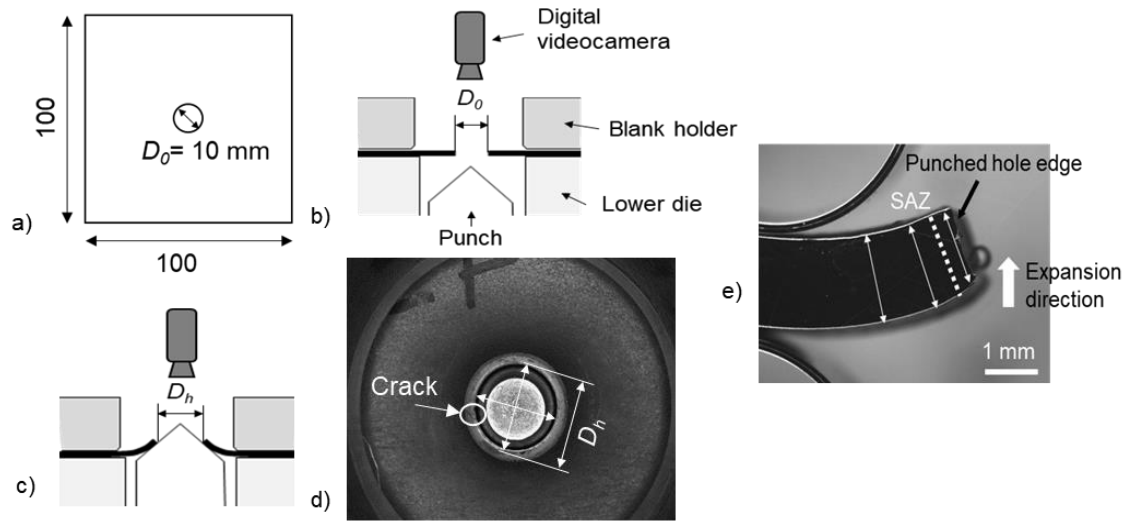 a)
100
100
D0= 10 mm
b)
Digital
videocamera
D0
Blank holder
Lower die
Punch
c)
Dh
d)
Crack
Dh
e)
Punched hole edge
SAZ
Expansion
direction
1 mm